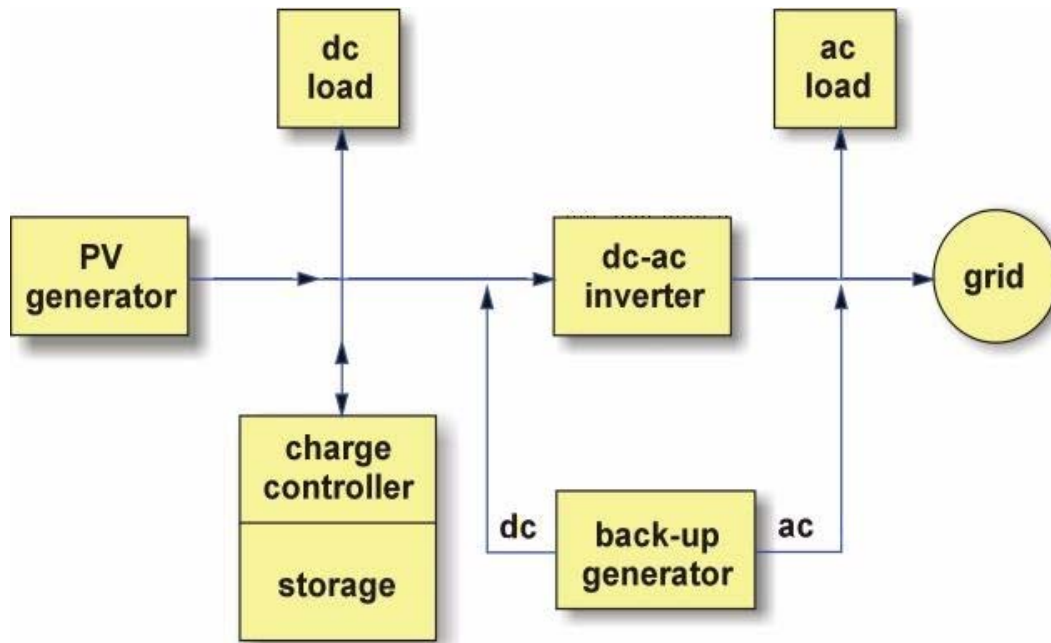 dc
load
ac
load
PV
generator
dc-ac
inverter
grid
charge
controller
storage
dc
back-up
generator
ac